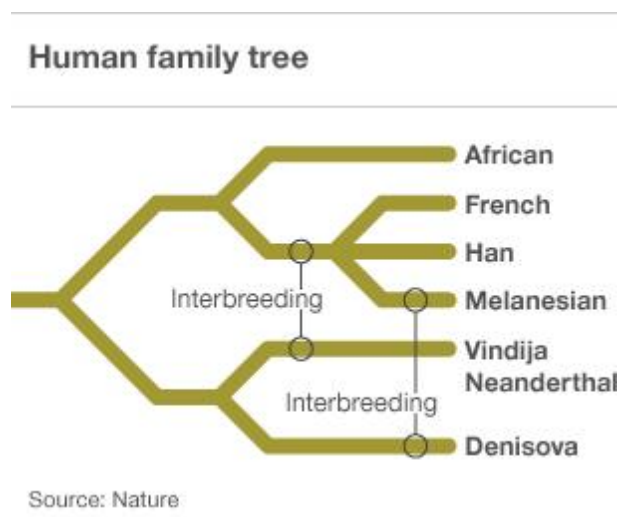 Human family tree
African
French
Han
Interbreeding
Melanesian
Vindija
Neanderthal
Interbreeding
Denisova
Source: Nature